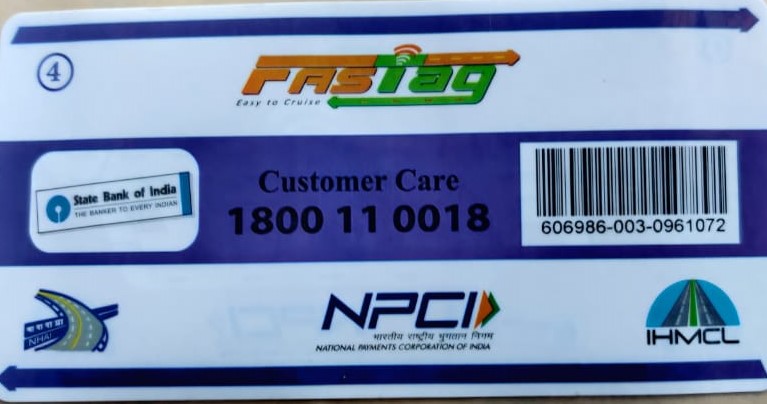 4
FASTag
Easy to Cruise
State Bank of India
THE BANKER TO EVERY INDIAN
Customer Care
1800 11 0018
606986-003-0961072
भा रा रा प्रा
NHAI
NPCI
भारतीय राष्ट्रीय भुगतान निगम
NATIONAL PAYMENTS CORPORATION OF INDIA
IHMCL